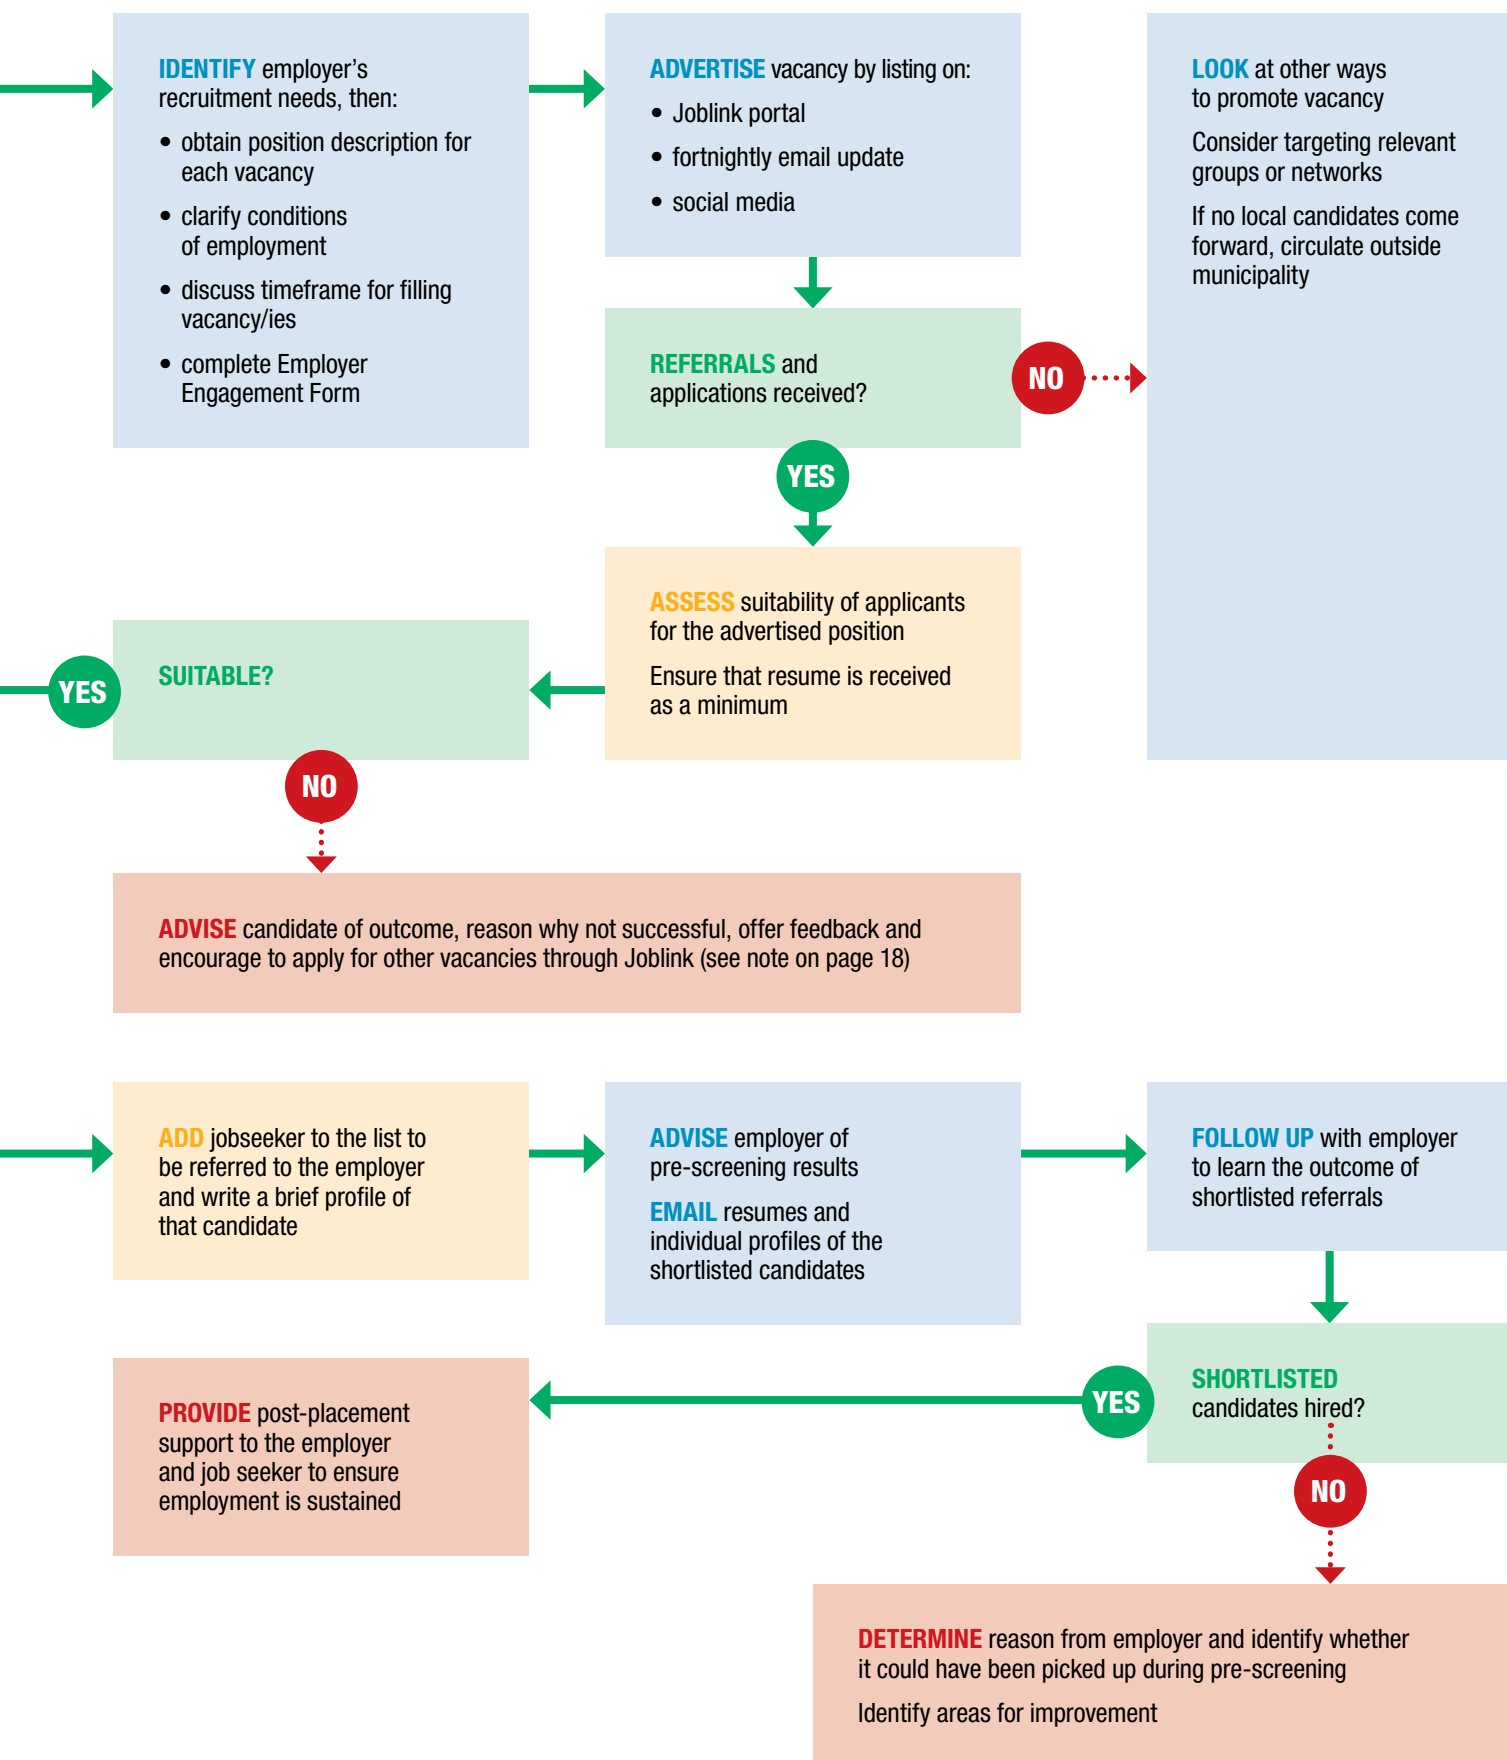 IDENTIFY employer’s
recruitment needs, then:
• obtain position description for
each vacancy
• clarify conditions
of employment
• discuss timeframe for filling
vacancy/ies
• complete Employer
Engagement Form
ADVERTISE vacancy by listing on:
• Joblink portal
• fortnightly email update
• social media
LOOK at other ways
to promote vacancy
Consider targeting relevant
groups or networks
If no local candidates come
forward, circulate outside
municipality
REFERRALS and
applications received?
NO
YES
ASSESS suitability of applicants
for the advertised position
Ensure that resume is received
as a minimum
SUITABLE?
YES
NO
ADVISE candidate of outcome, reason why not successful, offer feedback and
encourage to apply for other vacancies through Joblink (see note on page 18)
ADD jobseeker to the list to
be referred to the employer
and write a brief profile of
that candidate
ADVISE employer of
pre-screening results
EMAIL resumes and
individual profiles of the
shortlisted candidates
FOLLOW UP with employer
to learn the outcome of
shortlisted referrals
SHORTLISTED
candidates hired?
YES
NO
PROVIDE post-placement
support to the employer
and job seeker to ensure
employment is sustained
DETERMINE reason from employer and identify whether
it could have been picked up during pre-screening
Identify areas for improvement